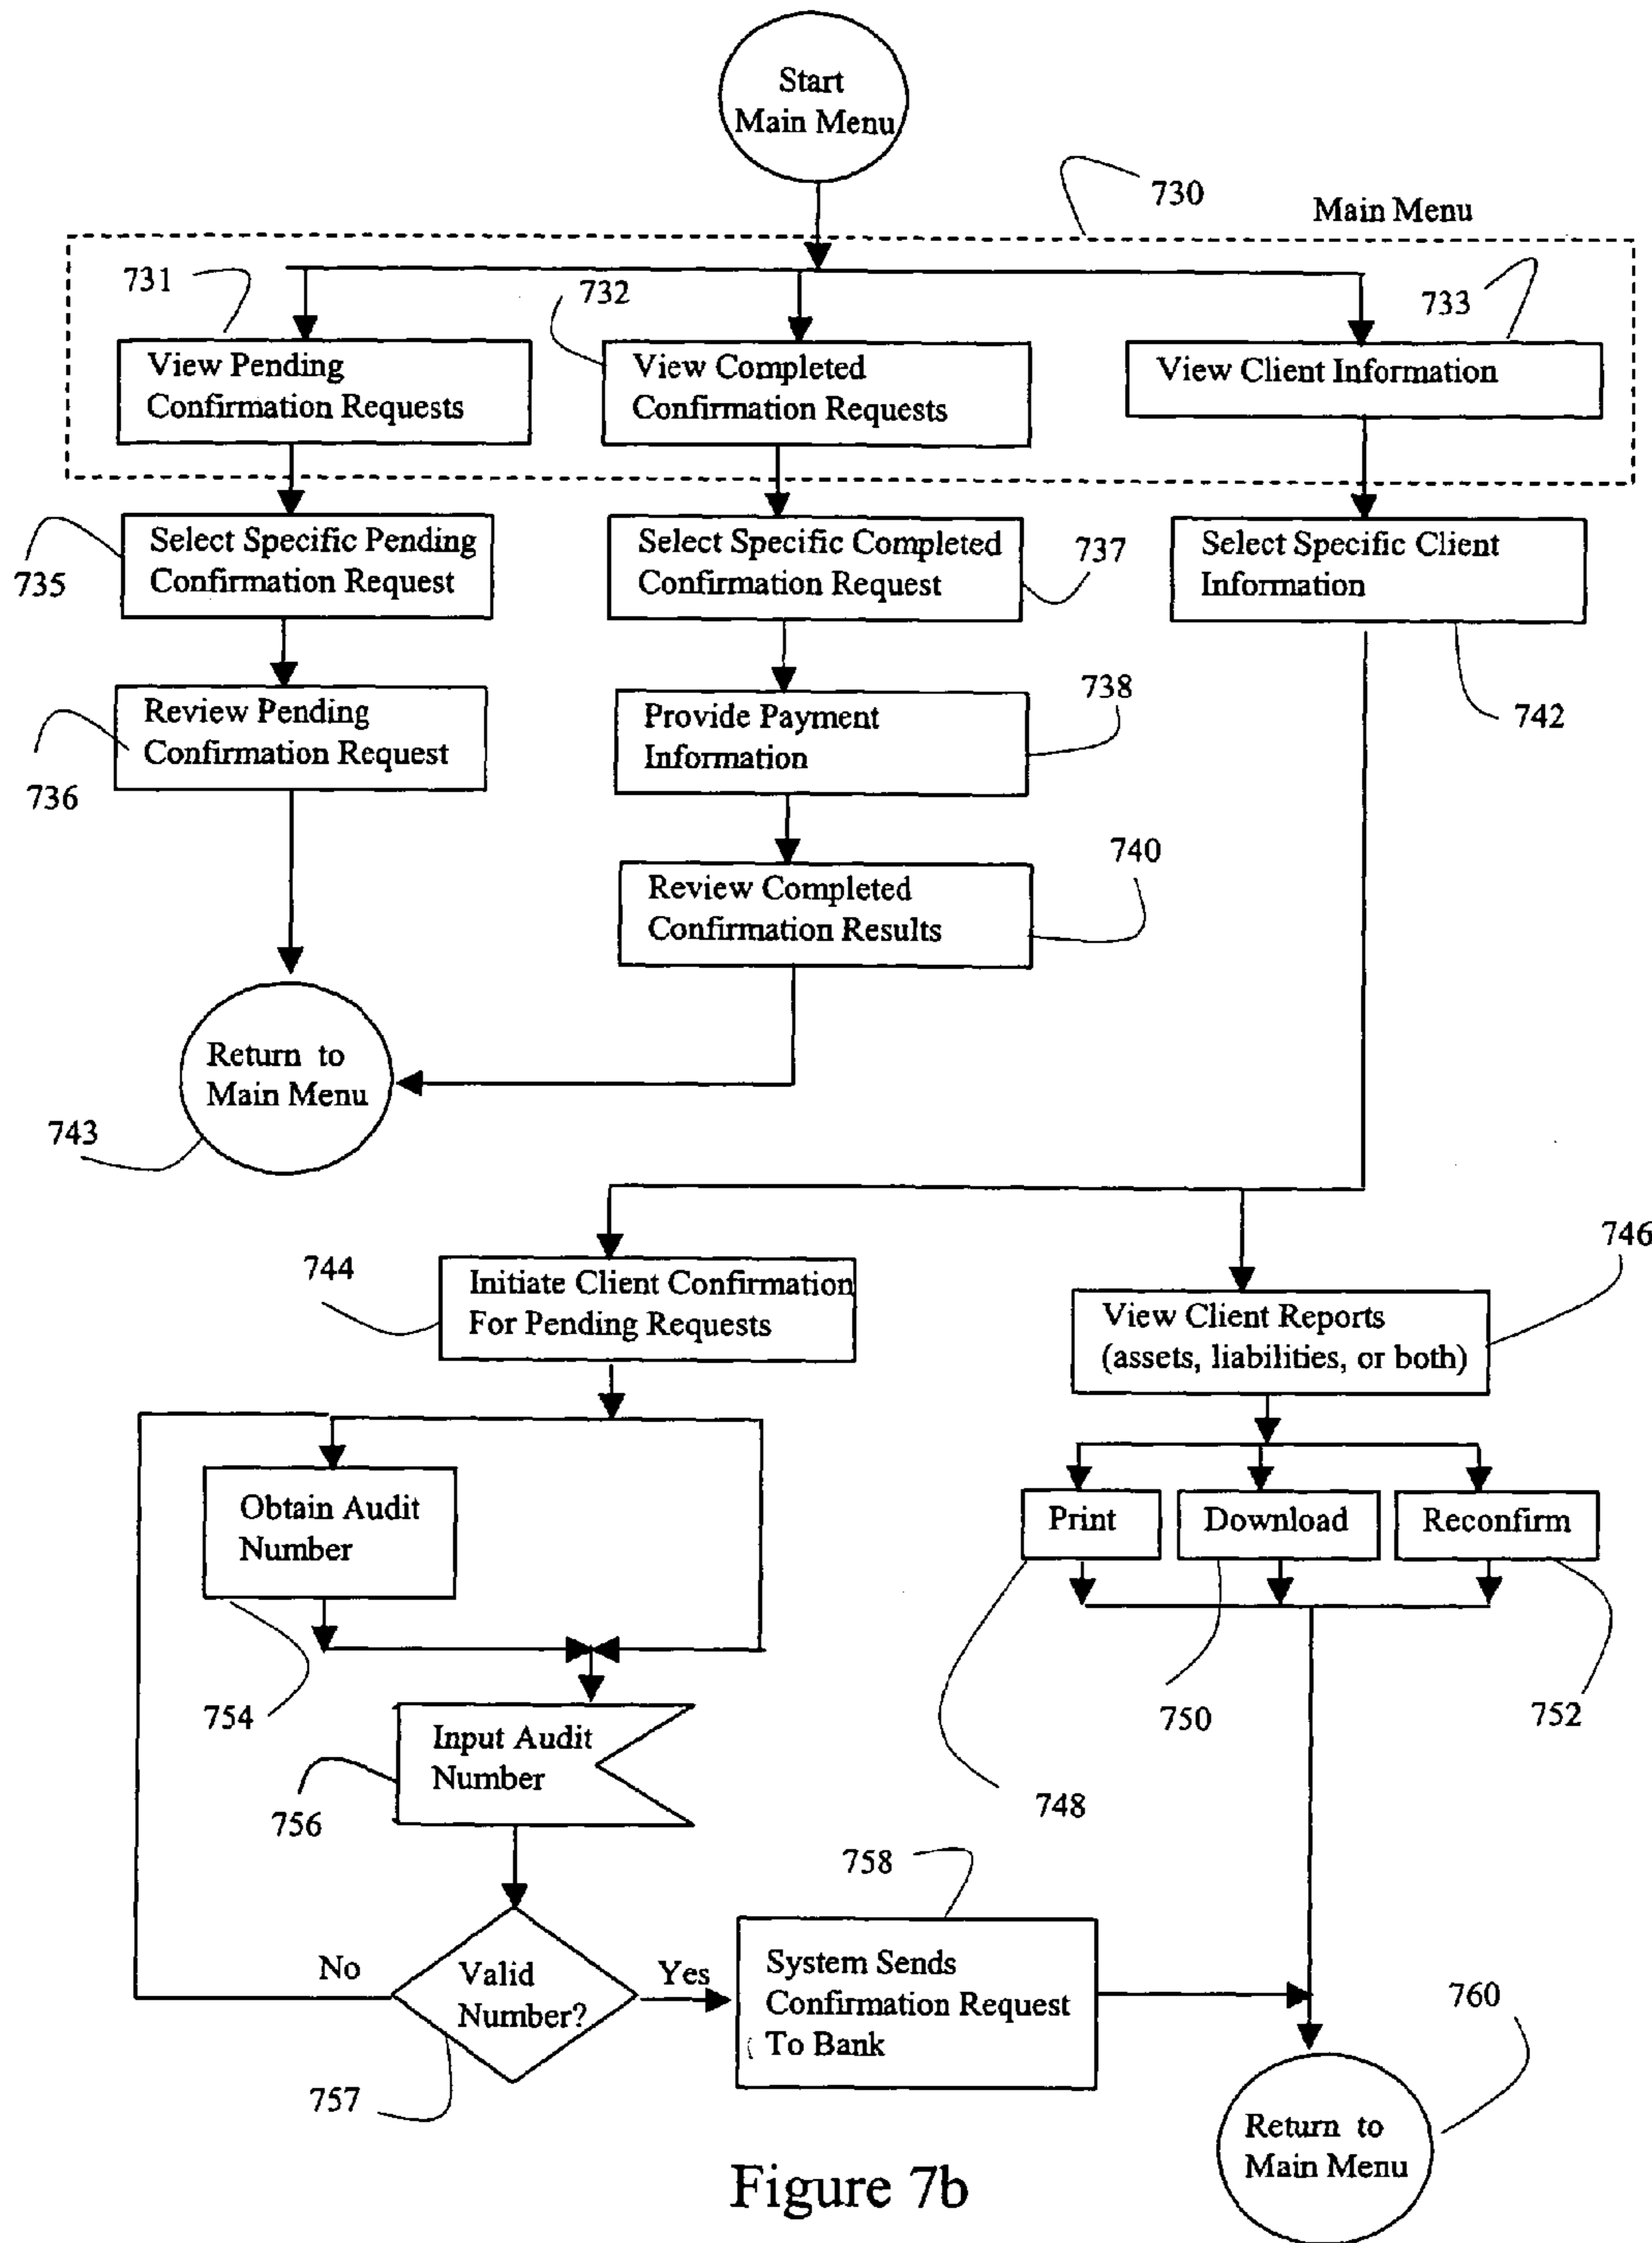 Start
Main Menu
730
Main Menu
731
732
733
View Pending
Confirmation Requests
View Completed
Confirmation Requests
View Client Information
735
Select Specific Pending
Confirmation Request
Select Specific Completed
Confirmation Request
737
Select Specific Client
Information
742
736
Review Pending
Confirmation Request
Provide Payment
Information
738
Review Completed
Confirmation Results
740
Return to
Main Menu
743
744
Initiate Client Confirmation
For Pending Requests
746
View Client Reports
(assets, liabilities, or both)
Obtain Audit
Number
754
Print
Download
Reconfirm
748
750
752
Input Audit
Number
756
Valid
Number?
757
No
Yes
758
System Sends
Confirmation Request
To Bank
760
Return to
Main Menu
Figure 7b